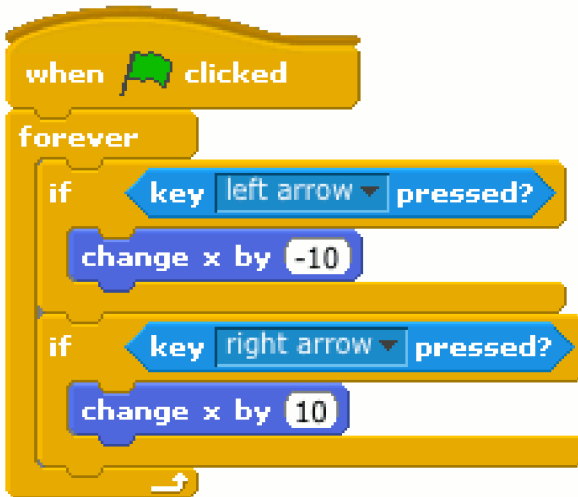 when clicked
forever
if key left arrow pressed?
change x by -10
if key right arrow pressed?
change x by 10